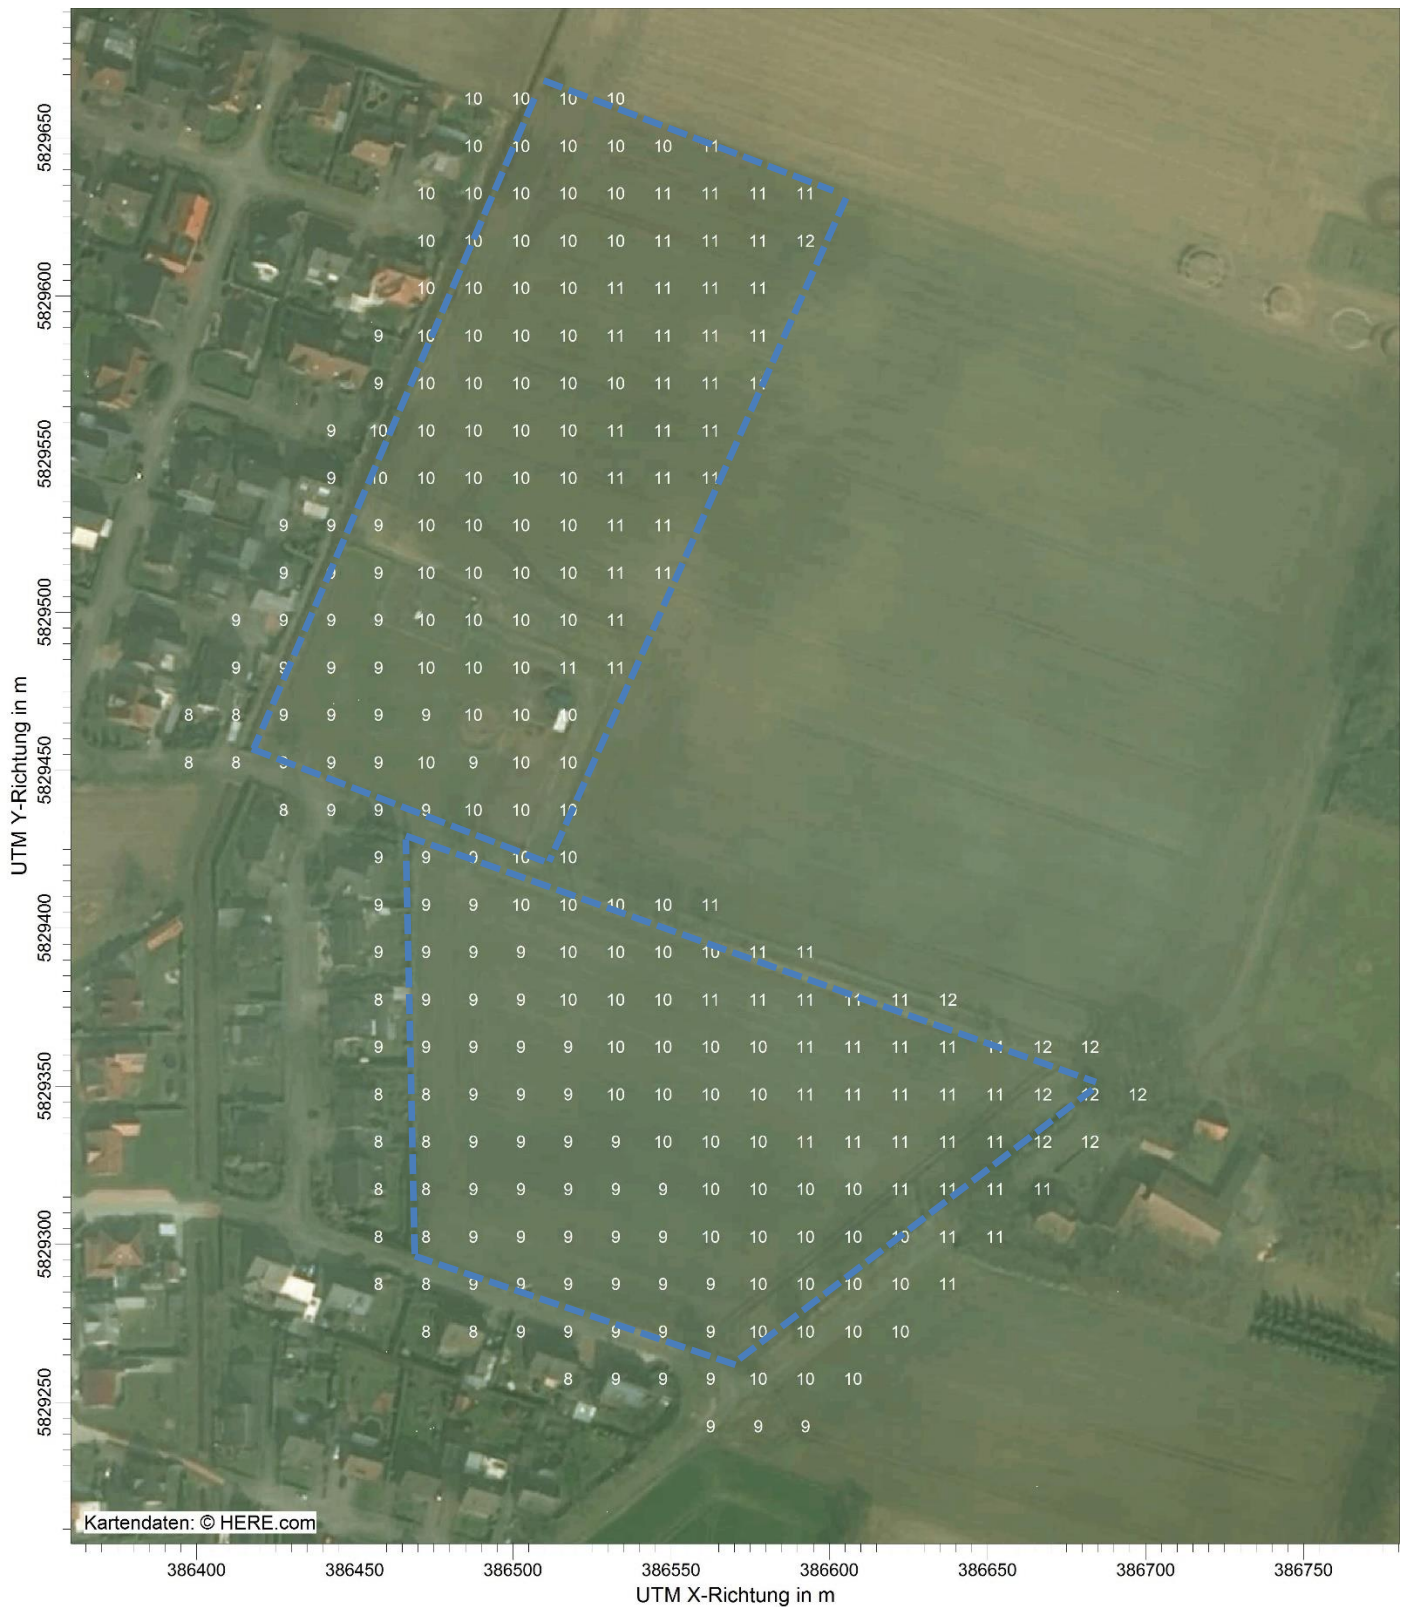 10 10 10 10
10 10 10 10 10 11
10 10 10 10 10 11 11 11 11
10 10 10 10 10 11 11 11 12
10 10 10 10 11 11 11 11
9 10 10 10 10 11 11 11 11
9 10 10 10 10 10 11 11 11
9 10 10 10 10 10 11 11 11
9 10 10 10 10 10 11 11 11
9 9 9 10 10 10 10 11 11
9 9 9 10 10 10 10 11 11
9 9 9 9 10 10 10 10 11
9 9 9 9 10 10 10 11 11
8 8 9 9 9 9 10 10 10
8 8 9 9 9 10 9 10 10
8 9 9 9 10 10 10
9 9 9 10 10
9 9 9 10 10 10 10 11
9 9 9 9 10 10 10 10 11 11
8 9 9 9 10 10 10 11 11 11 11 11 12
9 9 9 9 9 10 10 10 10 11 11 11 11 11 12 12
8 8 9 9 9 10 10 10 10 11 11 11 11 11 12 12 12
8 8 9 9 9 9 10 10 10 11 11 11 11 11 12 12
8 8 9 9 9 9 9 10 10 10 10 11 11 11 11
8 8 9 9 9 9 9 10 10 10 10 10 11 11
8 8 9 9 9 9 9 9 10 10 10 10 11
8 8 9 9 9 9 9 10 10 10 10
8 9 9 9 10 10 10
9 9 9
5829650
5829600
5829550
5829500
5829450
5829400
5829350
5829300
5829250
UTM Y-Richtung in m
Kartendaten: © HERE.com
386400 386450 386500 386550 386600 386650 386700 386750
UTM X-Richtung in m